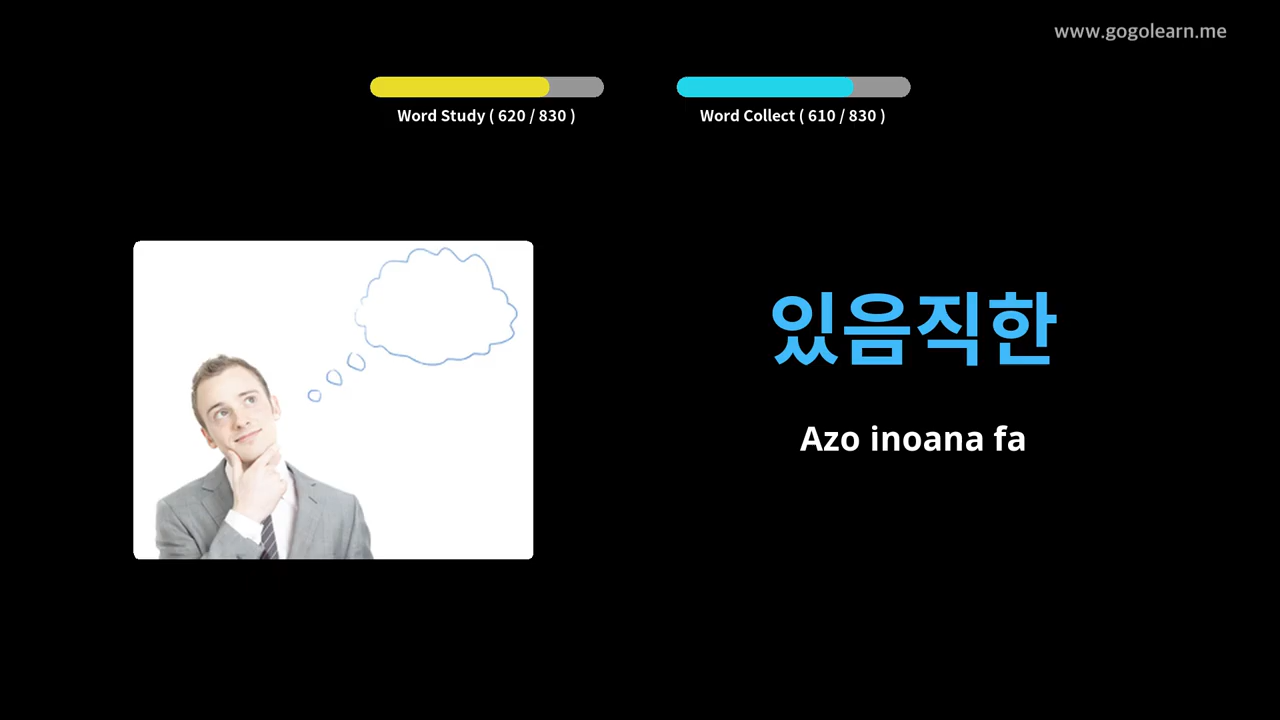 www.gogolearn.me
Word Study ( 620 / 830 )
Word Collect ( 610 / 830 )
있음직한
Azo inoana fa